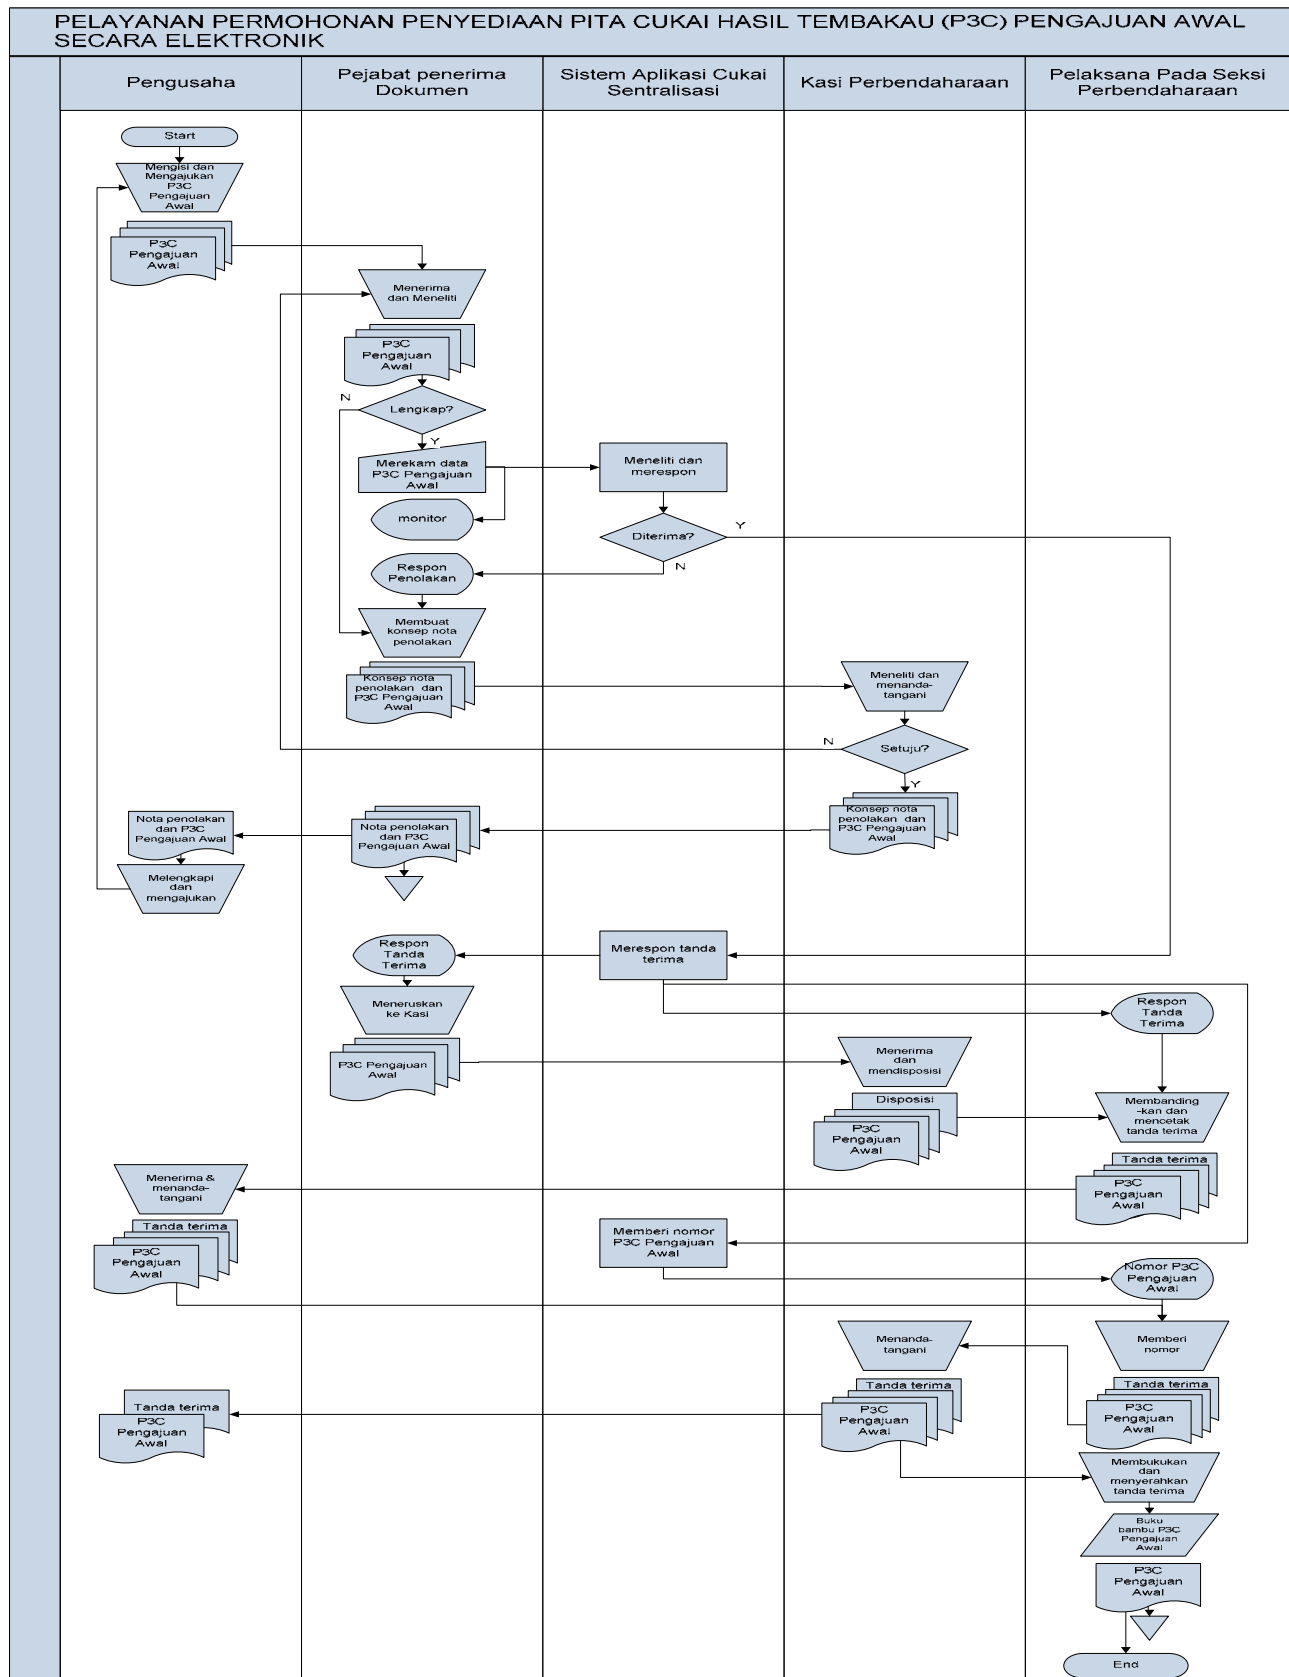 PELAYANAN PERMOHONAN PENYEDIAAN PITA CUKAI HASIL TEMBAKAU (P3C) PENGAJUAN AWAL
SECARA ELEKTRONIK
Pengusaha
Pejabat penerima
Dokumen
Sistem Aplikasi Cukai
Sentralisasi
Kasi Perbendaharaan
Pelaksana Pada Seksi
Perbendaharaan
Start
Mengisi dan
Mengajukan
P3C
Pengajuan
Awal
P3C
Pengajuan
Awal
Menerima
dan Meneliti
P3C
Pengajuan
Awal
N
Lengkap?
Y
Merekam data
P3C Pengajuan
Awal
Meneliti dan
merespon
monitor
Diterima?
Y
N
Respon
Penolakan
Membuat
konsep nota
penolakan
Konsep nota
penolakan dan
P3C Pengajuan
Awal
Meneliti dan
menanda-
tangani
N
Setuju?
Y
Konsep nota
penolakan dan
P3C Pengajuan
Awal
Nota penolakan
dan P3C
Pengajuan Awal
Nota penolakan
dan P3C
Pengajuan Awal
Melengkapi
dan
mengajukan
Respon
Tanda
Terima
Merespon tanda
terima
Meneruskan
ke Kasi
Respon
Tanda
Terima
P3C Pengajuan
Awal
Menerima
dan
mendisposisi
Disposisi
P3C
Pengajuan
Awal
Membanding
-kan dan
mencetak
tanda terima
Tanda terima
P3C
Pengajuan
Awal
Menerima &
menanda-
tangani
Tanda terima
P3C
Pengajuan
Awal
Memberi nomor
P3C Pengajuan
Awal
Nomor P3C
Pengajuan
Awal
Menanda-
tangani
Memberi
nomor
Tanda terima
P3C
Pengajuan
Awal
Tanda terima
P3C
Pengajuan
Awal
Tanda terima
P3C
Pengajuan
Awal
Membukukan
dan
menyerahkan
tanda terima
Buku
bambu P3C
Pengajuan
Awal
P3C
Pengajuan
Awal
End